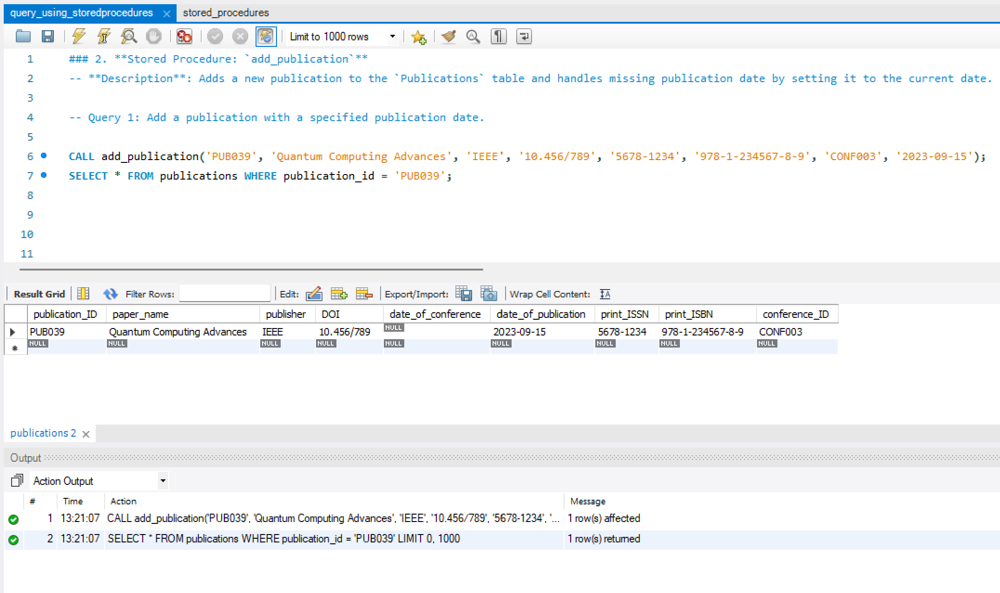 query_using_storedprocedures stored_procedures
Limit to 1000 rows
1 ### 2. **Stored Procedure: `add_publication`**
2 -- **Description**: Adds a new publication to the `Publications` table and handles missing publication date by setting it to the current date.
3
4 -- Query 1: Add a publication with a specified publication date.
5
6 CALL add_publication('PUB039', 'Quantum Computing Advances', 'IEEE', '10.456/789', '5678-1234', '978-1-234567-8-9', 'CONF003', '2023-09-15');
7 SELECT * FROM publications WHERE publication_id = 'PUB039';
8
9
10
11
Result Grid Filter Rows: Edit: Export/Import: Wrap Cell Content:
publication_ID paper_name publisher DOI date_of_conference date_of_publication print_ISSN print_ISBN conference_ID
PUB039 Quantum Computing Advances IEEE 10.456/789 NULL 2023-09-15 5678-1234 978-1-234567-8-9 CONF003
NULL NULL NULL NULL NULL NULL NULL NULL NULL
publications 2
Output
Action Output
# Time Action Message
1 13:21:07 CALL add_publication('PUB039', 'Quantum Computing Advances', 'IEEE', '10.456/789', '5678-1234', '... 1 row(s) affected
2 13:21:07 SELECT * FROM publications WHERE publication_id = 'PUB039' LIMIT 0, 1000 1 row(s) returned